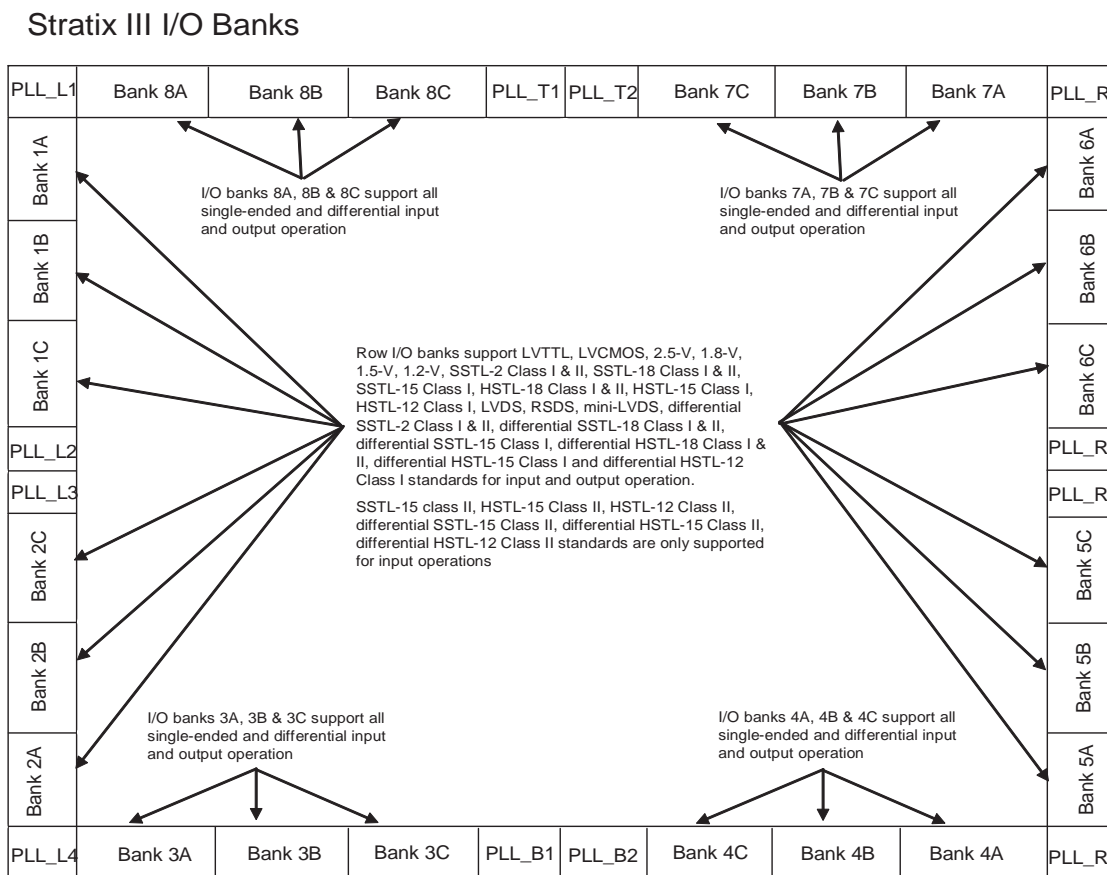 Stratix III I/O Banks
PLL_L1 Bank 8A Bank 8B Bank 8C PLL_T1 PLL_T2 Bank 7C Bank 7B Bank 7A PLL_R
Bank 1A
Bank 1B
Bank 1C
PLL_L2
PLL_L3
Bank 2C
Bank 2B
Bank 2A
I/O banks 8A, 8B & 8C support all
single-ended and differential input
and output operation
I/O banks 7A, 7B & 7C support all
single-ended and differential input
and output operation
Row I/O banks support LVTTL, LVCMOS, 2.5-V, 1.8-V,
1.5-V, 1.2-V, SSTL-2 Class I & II, SSTL-18 Class I & II,
SSTL-15 Class I, HSTL-18 Class I & II, HSTL-15 Class I,
HSTL-12 Class I, LVDS, RSDS, mini-LVDS, differential
SSTL-2 Class I & II, differential SSTL-18 Class I & II,
differential SSTL-15 Class I, differential HSTL-18 Class I &
II, differential HSTL-15 Class I and differential HSTL-12
Class I standards for input and output operation.
SSTL-15 class II, HSTL-15 Class II, HSTL-12 Class II,
differential SSTL-15 Class II, differential HSTL-15 Class II,
differential HSTL-12 Class II standards are only supported
for input operations
I/O banks 3A, 3B & 3C support all
single-ended and differential input
and output operation
I/O banks 4A, 4B & 4C support all
single-ended and differential input
and output operation
Bank 6A
Bank 6B
Bank 6C
PLL_R
PLL_R
Bank 5C
Bank 5B
Bank 5A
PLL_L4 Bank 3A Bank 3B Bank 3C PLL_B1 PLL_B2 Bank 4C Bank 4B Bank 4A PLL_R